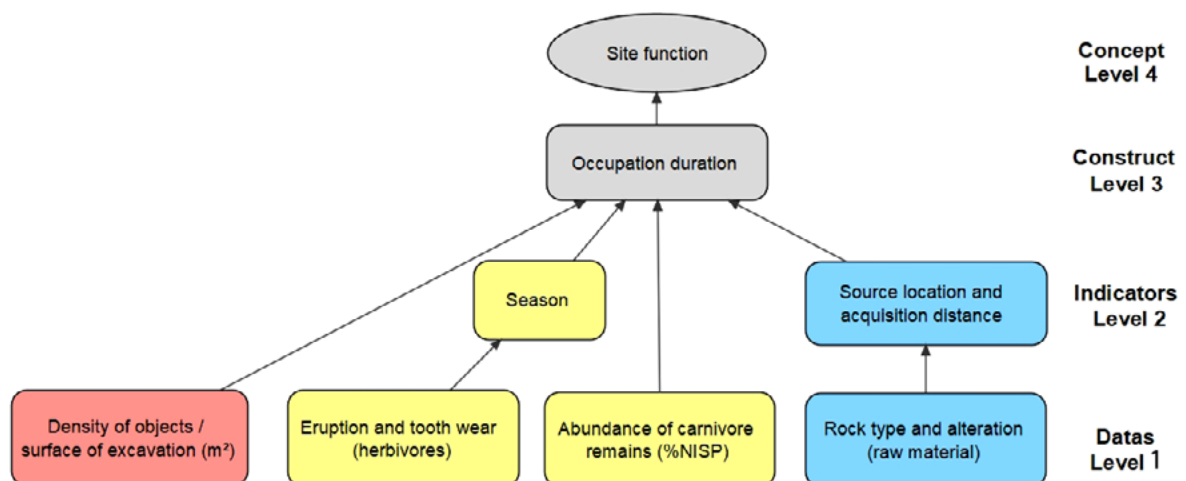 Site function
Concept
Level 4
Occupation duration
Construct
Level 3
Season
Source location and
acquisition distance
Indicators
Level 2
Density of objects /
surface of excavation (m²)
Eruption and tooth wear
(herbivores)
Abundance of carnivore
remains (%NISP)
Rock type and alteration
(raw material)
Datas
Level 1